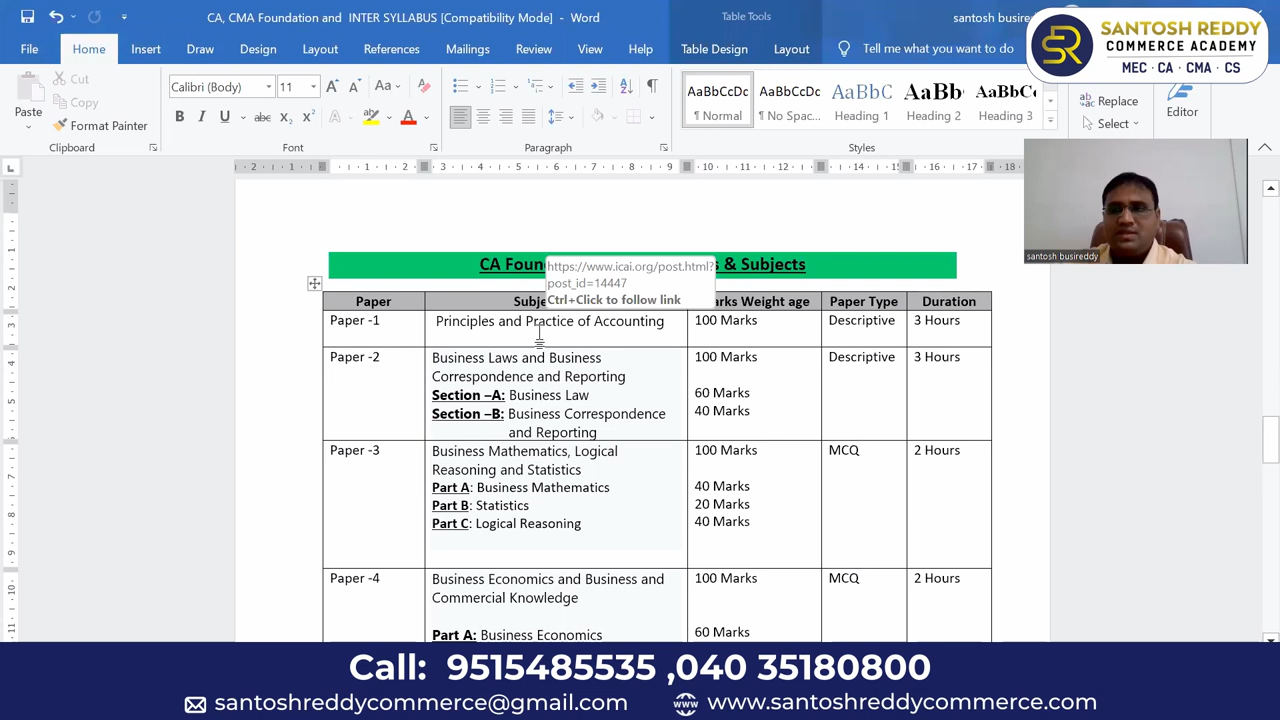 CA, CMA Foundation and INTER SYLLABUS [Compatibility Mode] - Word
Table Tools
santosh busire
File Home Insert Draw Design Layout References Mailings Review View Help Table Design Layout Tell me what you want to do
SANTOSH REDDY
COMMERCE ACADEMY
MEC • CA • CMA • CS
Paste
Cut
Copy
Format Painter
Clipboard
Calibri (Body) 11
Font
Paragraph
AaBbCcDc
¶ Normal
AaBbCcDc
¶ No Spac...
AaBbC
Heading 1
AaBb
Heading 2
AaBbC
Heading 3
Styles
Replace
Select
Editor
santosh busireddy
CA Foun
s & Subjects
https://www.icai.org/post.html?
post_id=14447
Ctrl+Click to follow link
Paper Subje arks Weight age Paper Type Duration
Paper -1 Principles and Practice of Accounting 100 Marks Descriptive 3 Hours
Paper -2 Business Laws and Business 100 Marks Descriptive 3 Hours
Correspondence and Reporting
Section –A: Business Law 60 Marks
Section –B: Business Correspondence 40 Marks
and Reporting
Paper -3 Business Mathematics, Logical 100 Marks MCQ 2 Hours
Reasoning and Statistics
Part A: Business Mathematics 40 Marks
Part B: Statistics 20 Marks
Part C: Logical Reasoning 40 Marks
Paper -4 Business Economics and Business and 100 Marks MCQ 2 Hours
Commercial Knowledge
Part A: Business Economics 60 Marks
Call: 9515485535 ,040 35180800
santoshreddycommerce@gmail.com www.santoshreddycommerce.com